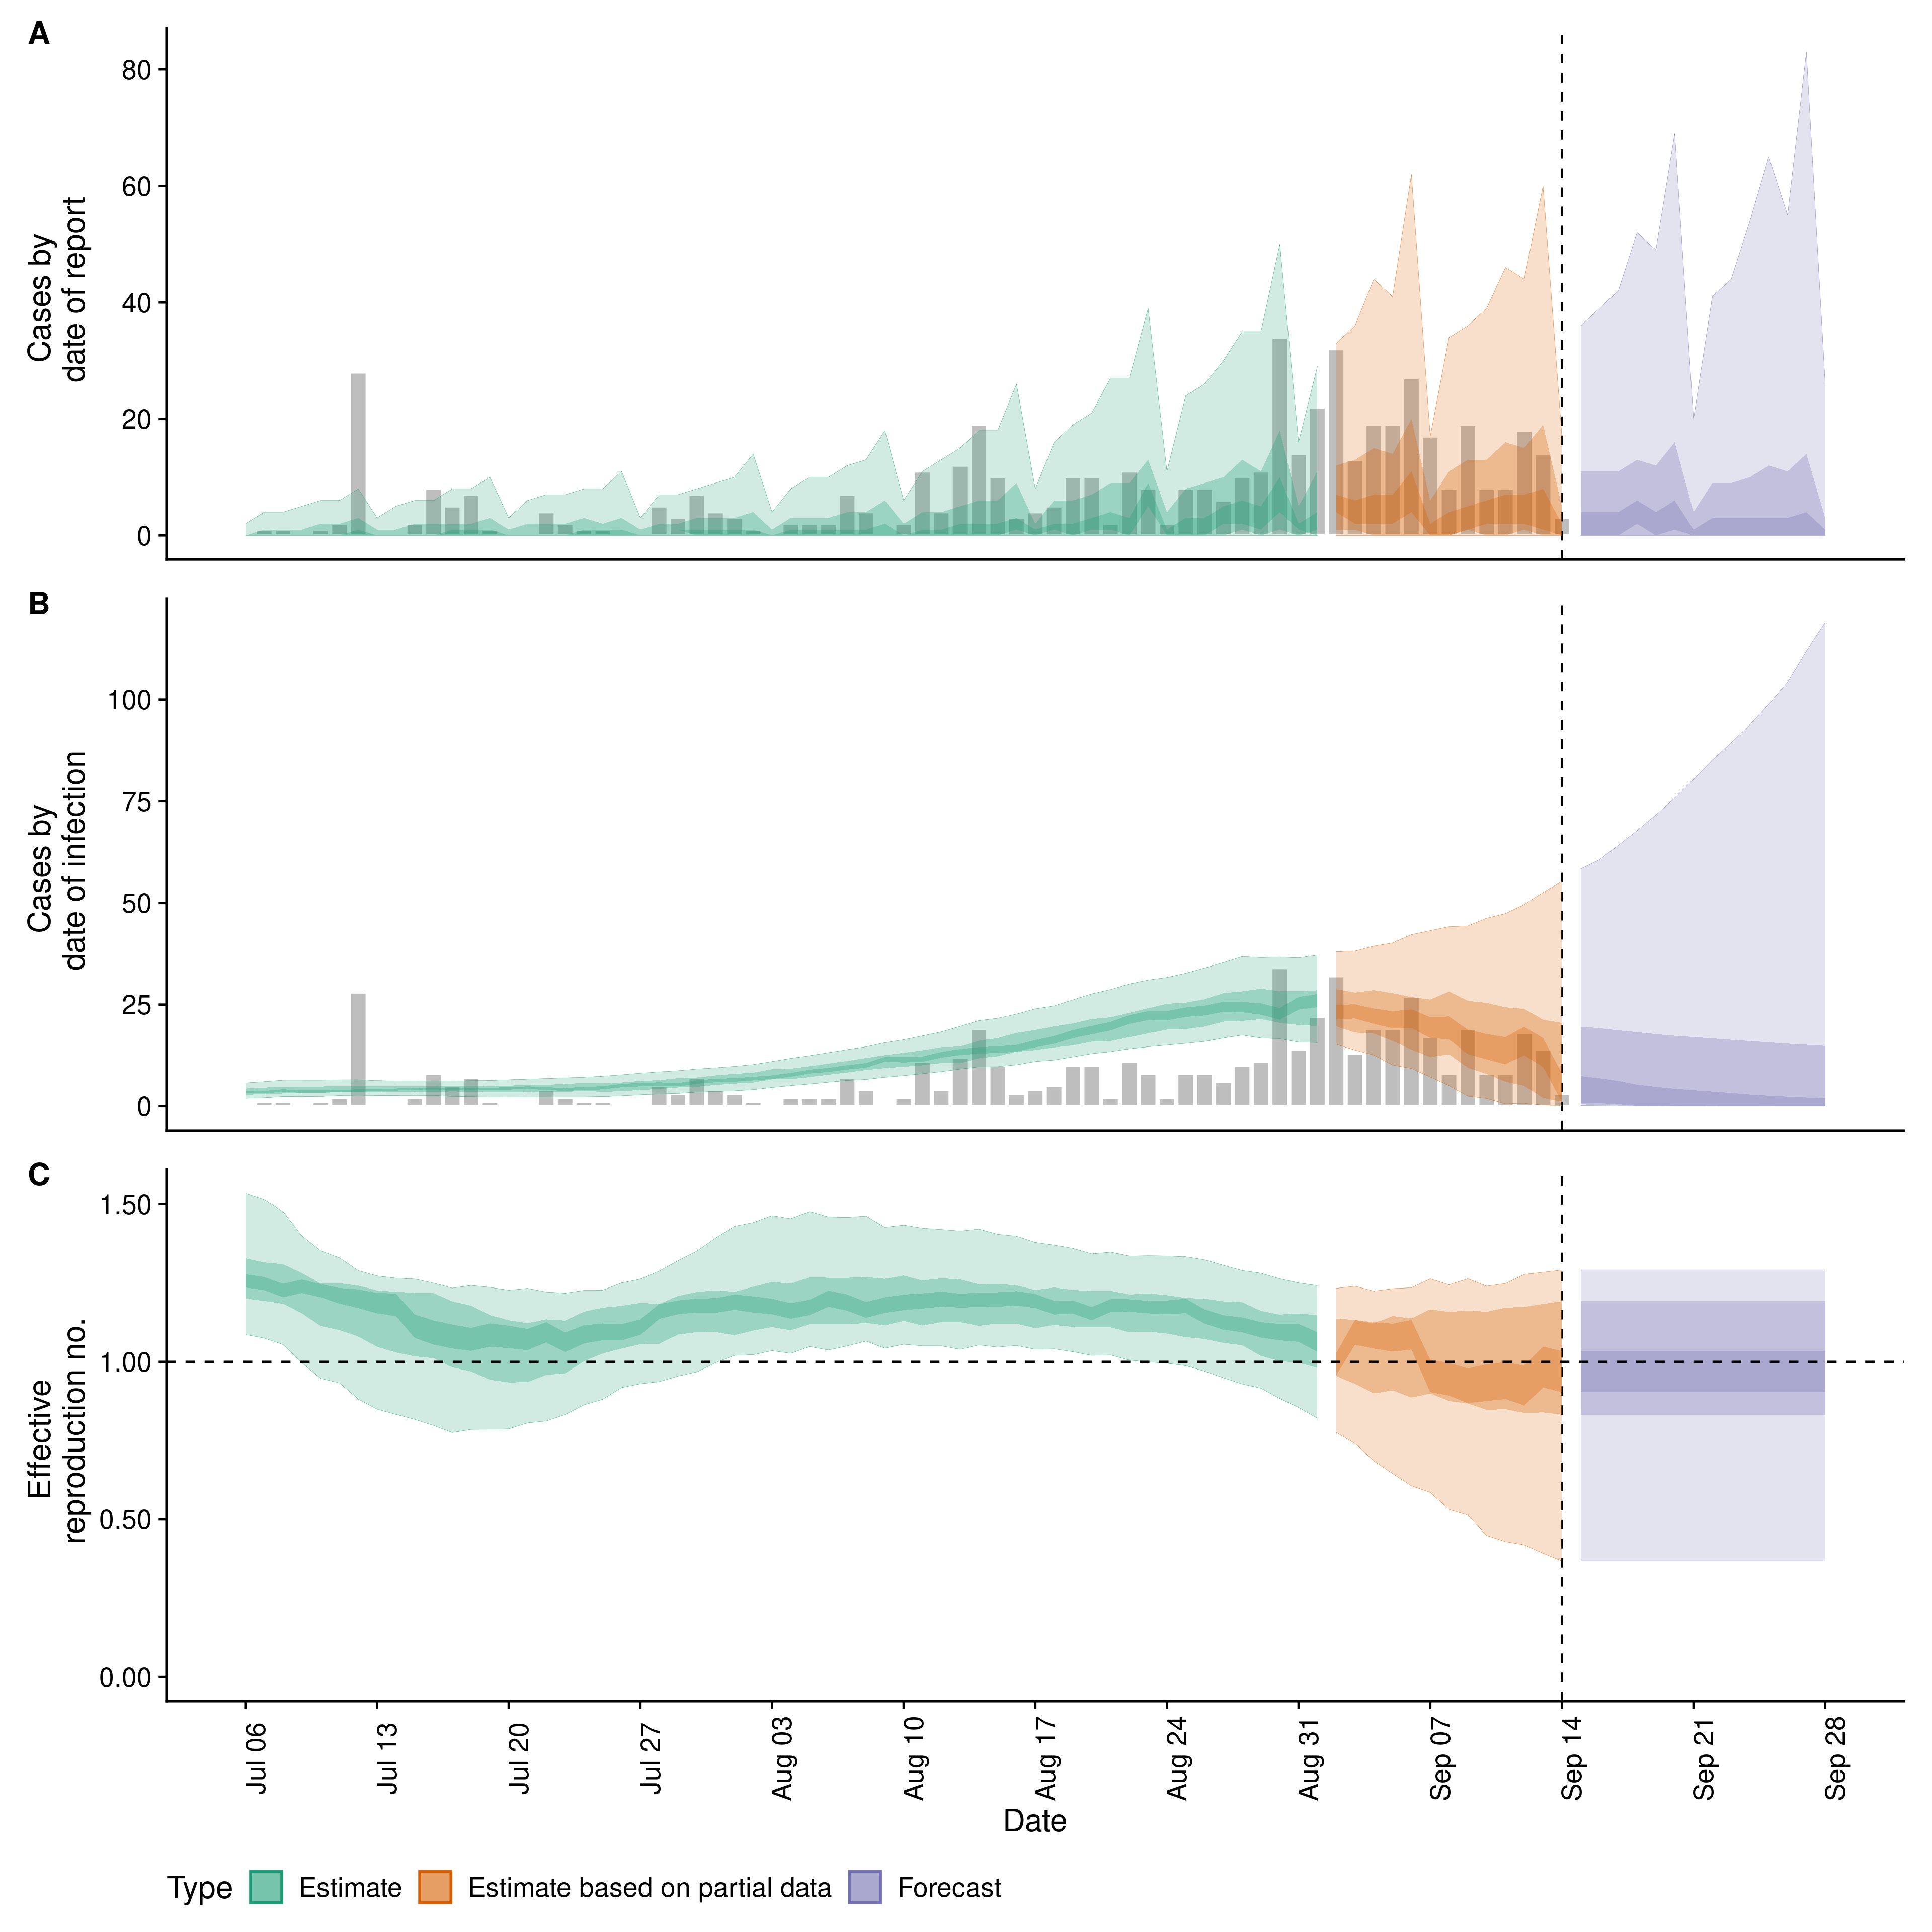 A
80
60
40
20
0
Cases by
date of report
B
100
75
50
25
0
Cases by
date of infection
C
1.50
1.00
0.50
0.00
Effective
reproduction no.
Jul 06
Jul 13
Jul 20
Jul 27
Aug 03
Aug 10
Aug 17
Aug 24
Aug 31
Sep 07
Sep 14
Sep 21
Sep 28
Date
Type Estimate Estimate based on partial data Forecast